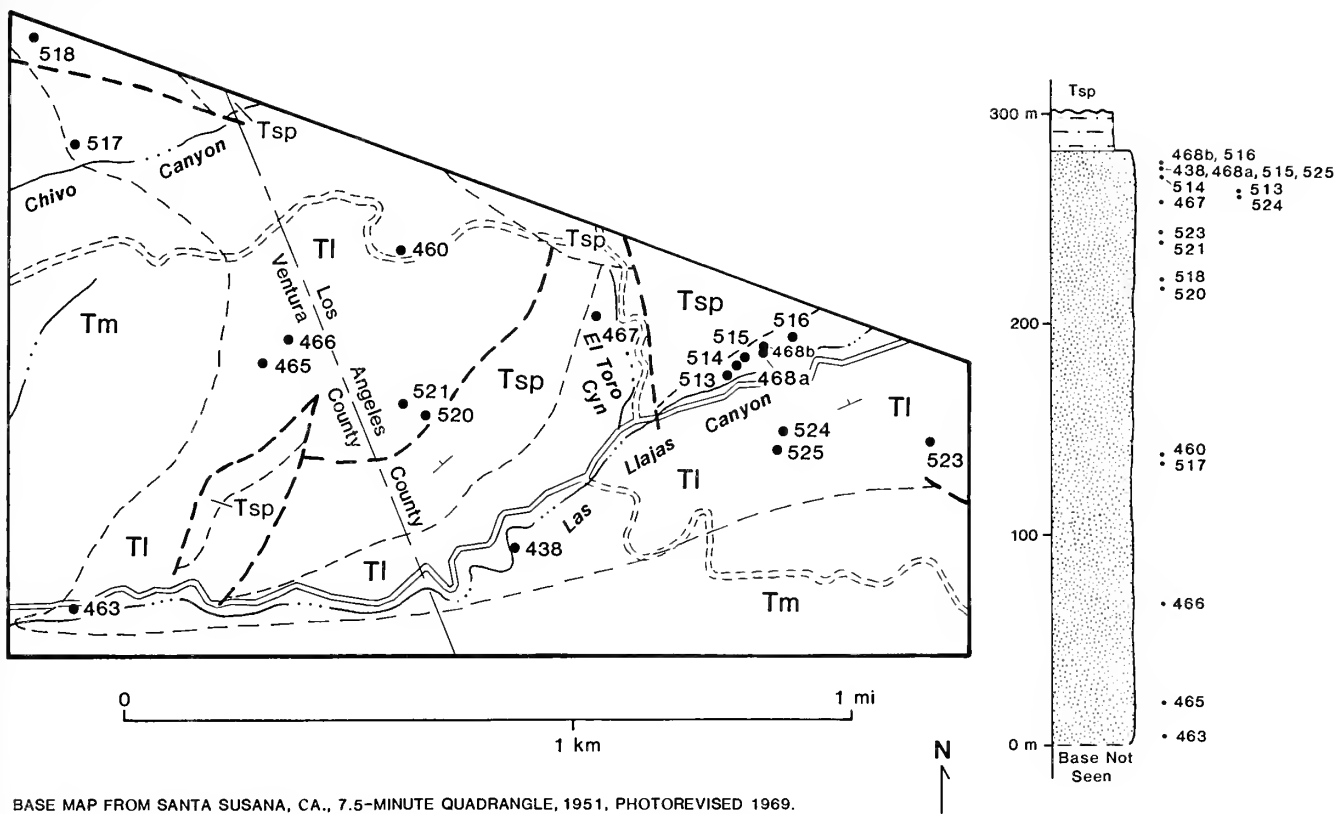 518
Tsp
517
Chivo Canyon
Tl
460
Tsp
Tm
Ventura County
Los Angeles County
466
465
467
El Toro Cyn
Tsp
Tsp
516
515
514
468b
513
468a
521
520
Las Llajas Canyon
524
525
Tl
523
Tl
Tsp
Tl
Tl
438
463
Tm
0
1 mi
1 km
N
BASE MAP FROM SANTA SUSANA, CA., 7.5-MINUTE QUADRANGLE, 1951, PHOTOREVISED 1969.
Tsp
300 m
468b, 516
438, 468a, 515, 525
514
513
467
524
523
521
518
520
200
460
517
100
466
465
463
0 m
Base Not
Seen